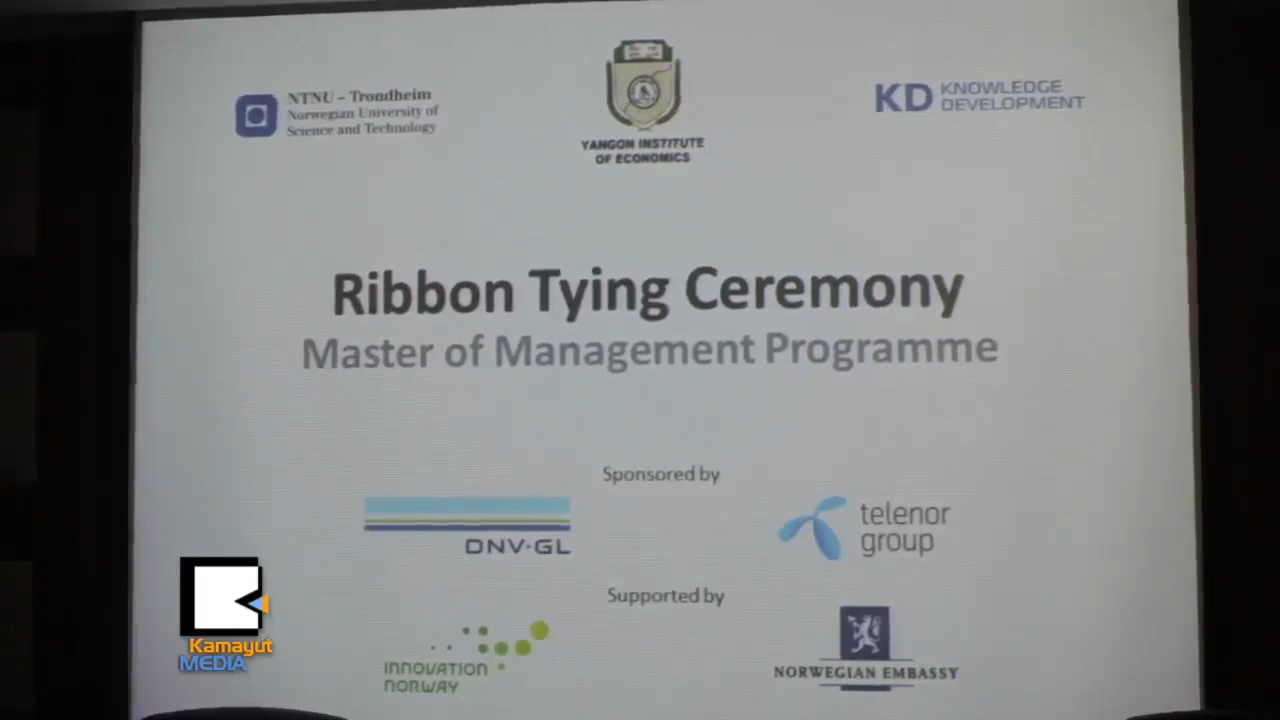 NTNU – Trondheim
Norwegian University of
Science and Technology
YANGON INSTITUTE
OF ECONOMICS
KD KNOWLEDGE
DEVELOPMENT
Ribbon Tying Ceremony
Master of Management Programme
Sponsored by
DNV·GL
telenor
group
Supported by
INNOVATION
NORWAY
NORWEGIAN EMBASSY
Kamayut
MEDIA